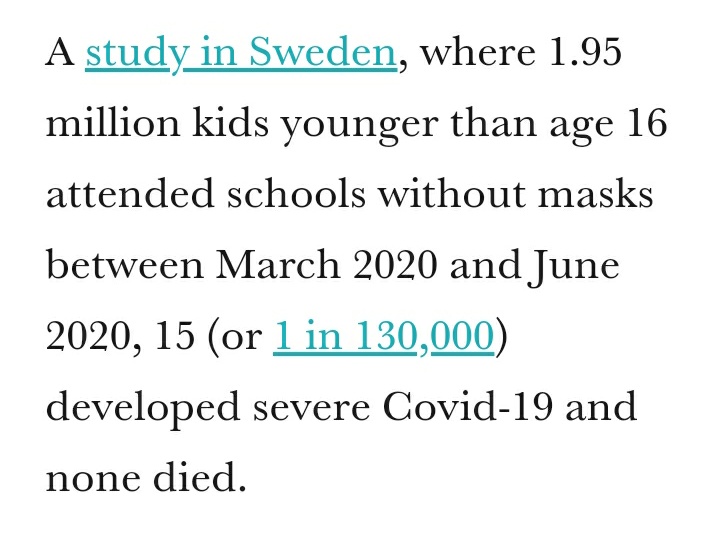 A study in Sweden, where 1.95
million kids younger than age 16
attended schools without masks
between March 2020 and June
2020, 15 (or 1 in 130,000)
developed severe Covid-19 and
none died.